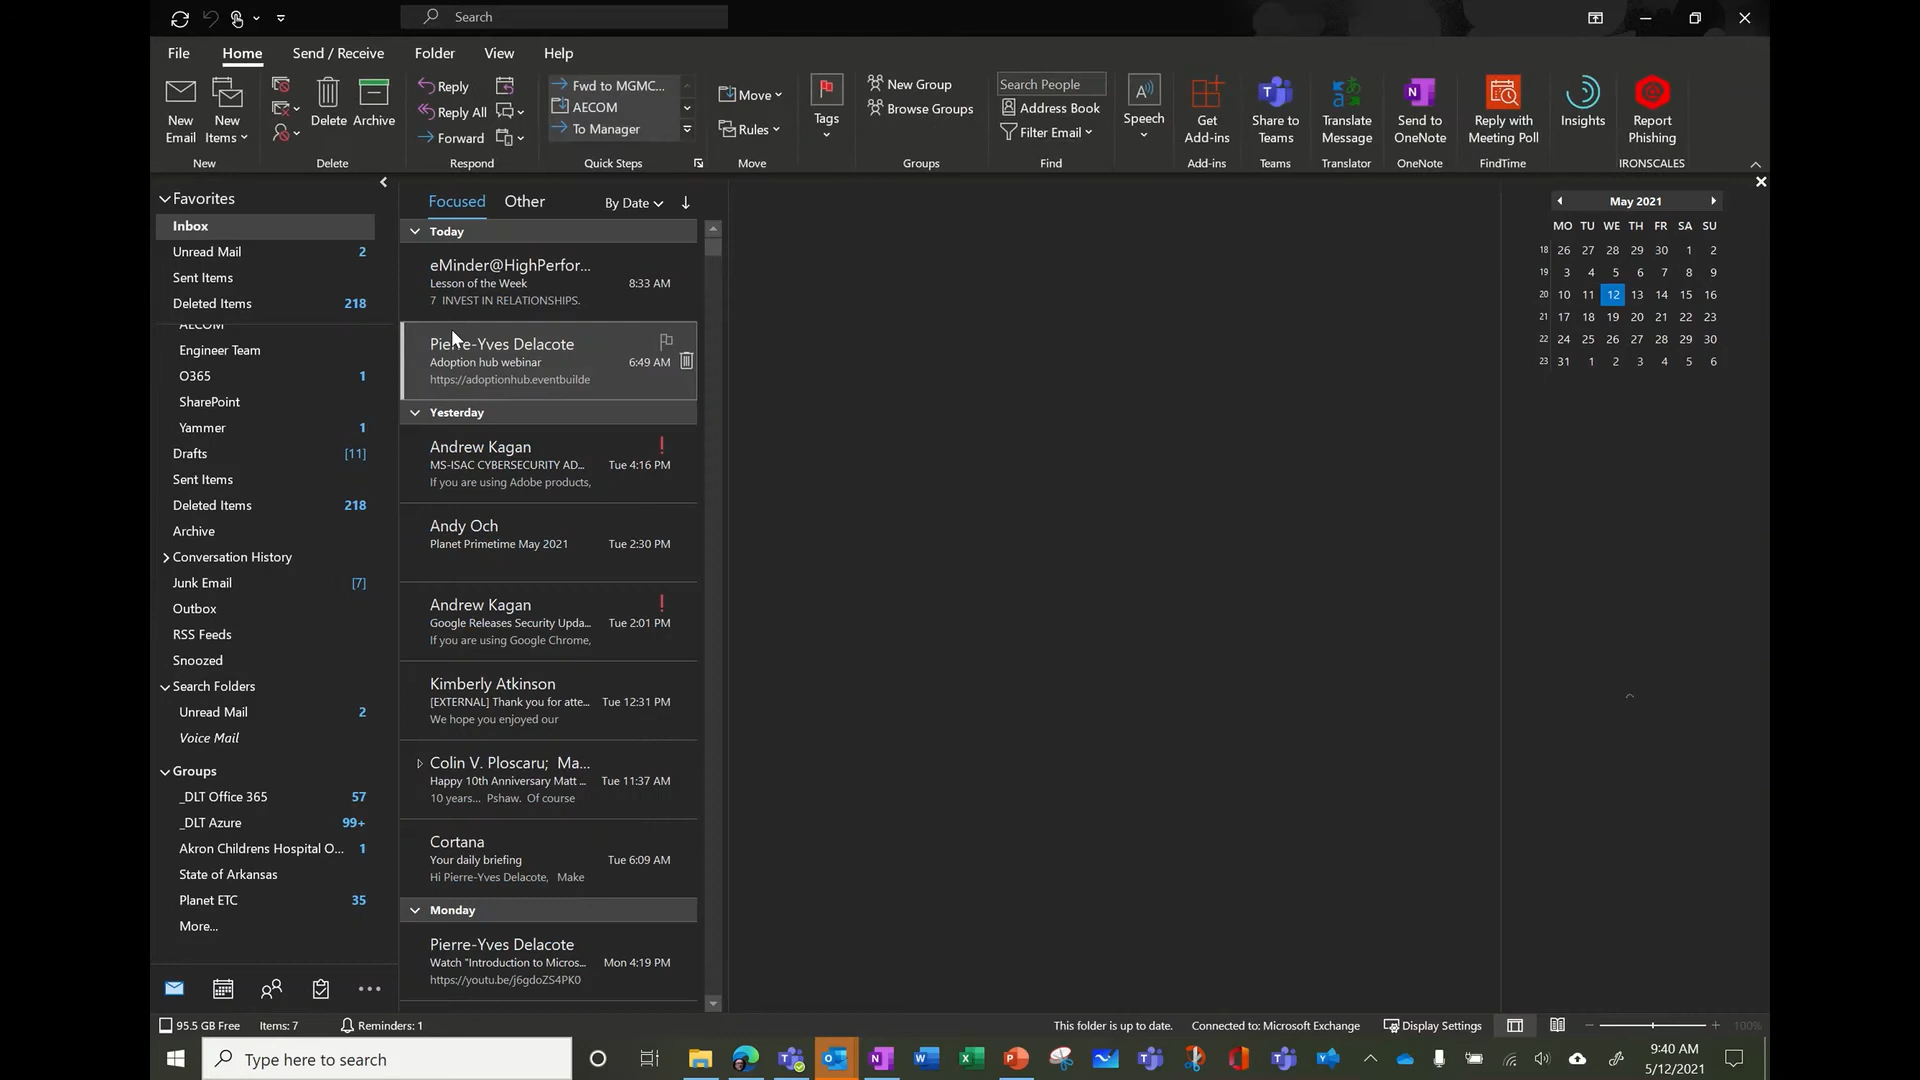 Search
File Home Send / Receive Folder View Help
New Email
New Items
New
Delete
Archive
Delete
Reply
Reply All
Forward
Respond
Fwd to MGMC...
AECOM
To Manager
Quick Steps
Move
Rules
Move
Tags
New Group
Browse Groups
Groups
Search People
Address Book
Filter Email
Find
Speech
Get Add-ins
Add-ins
Share to Teams
Teams
Translate Message
Translator
Send to OneNote
OneNote
Reply with Meeting Poll
FindTime
Insights
Report Phishing
IRONSCALES
Favorites
Inbox
Unread Mail 2
Sent Items
Deleted Items 218
AECOM
Engineer Team
O365 1
SharePoint
Yammer 1
Drafts [11]
Sent Items
Deleted Items 218
Archive
Conversation History
Junk Email [7]
Outbox
RSS Feeds
Snoozed
Search Folders
Unread Mail 2
Voice Mail
Groups
_DLT Office 365 57
_DLT Azure 99+
Akron Childrens Hospital O... 1
State of Arkansas
Planet ETC 35
More...
Focused Other By Date
Today
eMinder@HighPerfor...
Lesson of the Week 8:33 AM
7 INVEST IN RELATIONSHIPS.
Pierre-Yves Delacote
Adoption hub webinar 6:49 AM
https://adoptionhub.eventbuilde
Yesterday
Andrew Kagan
MS-ISAC CYBERSECURITY AD... Tue 4:16 PM
If you are using Adobe products,
Andy Och
Planet Primetime May 2021 Tue 2:30 PM
Andrew Kagan
Google Releases Security Upda... Tue 2:01 PM
If you are using Google Chrome,
Kimberly Atkinson
[EXTERNAL] Thank you for atte... Tue 12:31 PM
We hope you enjoyed our
Colin V. Ploscaru; Ma...
Happy 10th Anniversary Matt ... Tue 11:37 AM
10 years... Pshaw. Of course
Cortana
Your daily briefing Tue 6:09 AM
Hi Pierre-Yves Delacote, Make
Monday
Pierre-Yves Delacote
Watch "Introduction to Micros... Mon 4:19 PM
https://youtu.be/j6gdoZS4PK0
May 2021
MO TU WE TH FR SA SU
18 26 27 28 29 30 1 2
19 3 4 5 6 7 8 9
20 10 11 12 13 14 15 16
21 17 18 19 20 21 22 23
22 24 25 26 27 28 29 30
23 31 1 2 3 4 5 6
95.5 GB Free Items: 7 Reminders: 1 This folder is up to date. Connected to: Microsoft Exchange Display Settings 100%
Type here to search
9:40 AM
5/12/2021